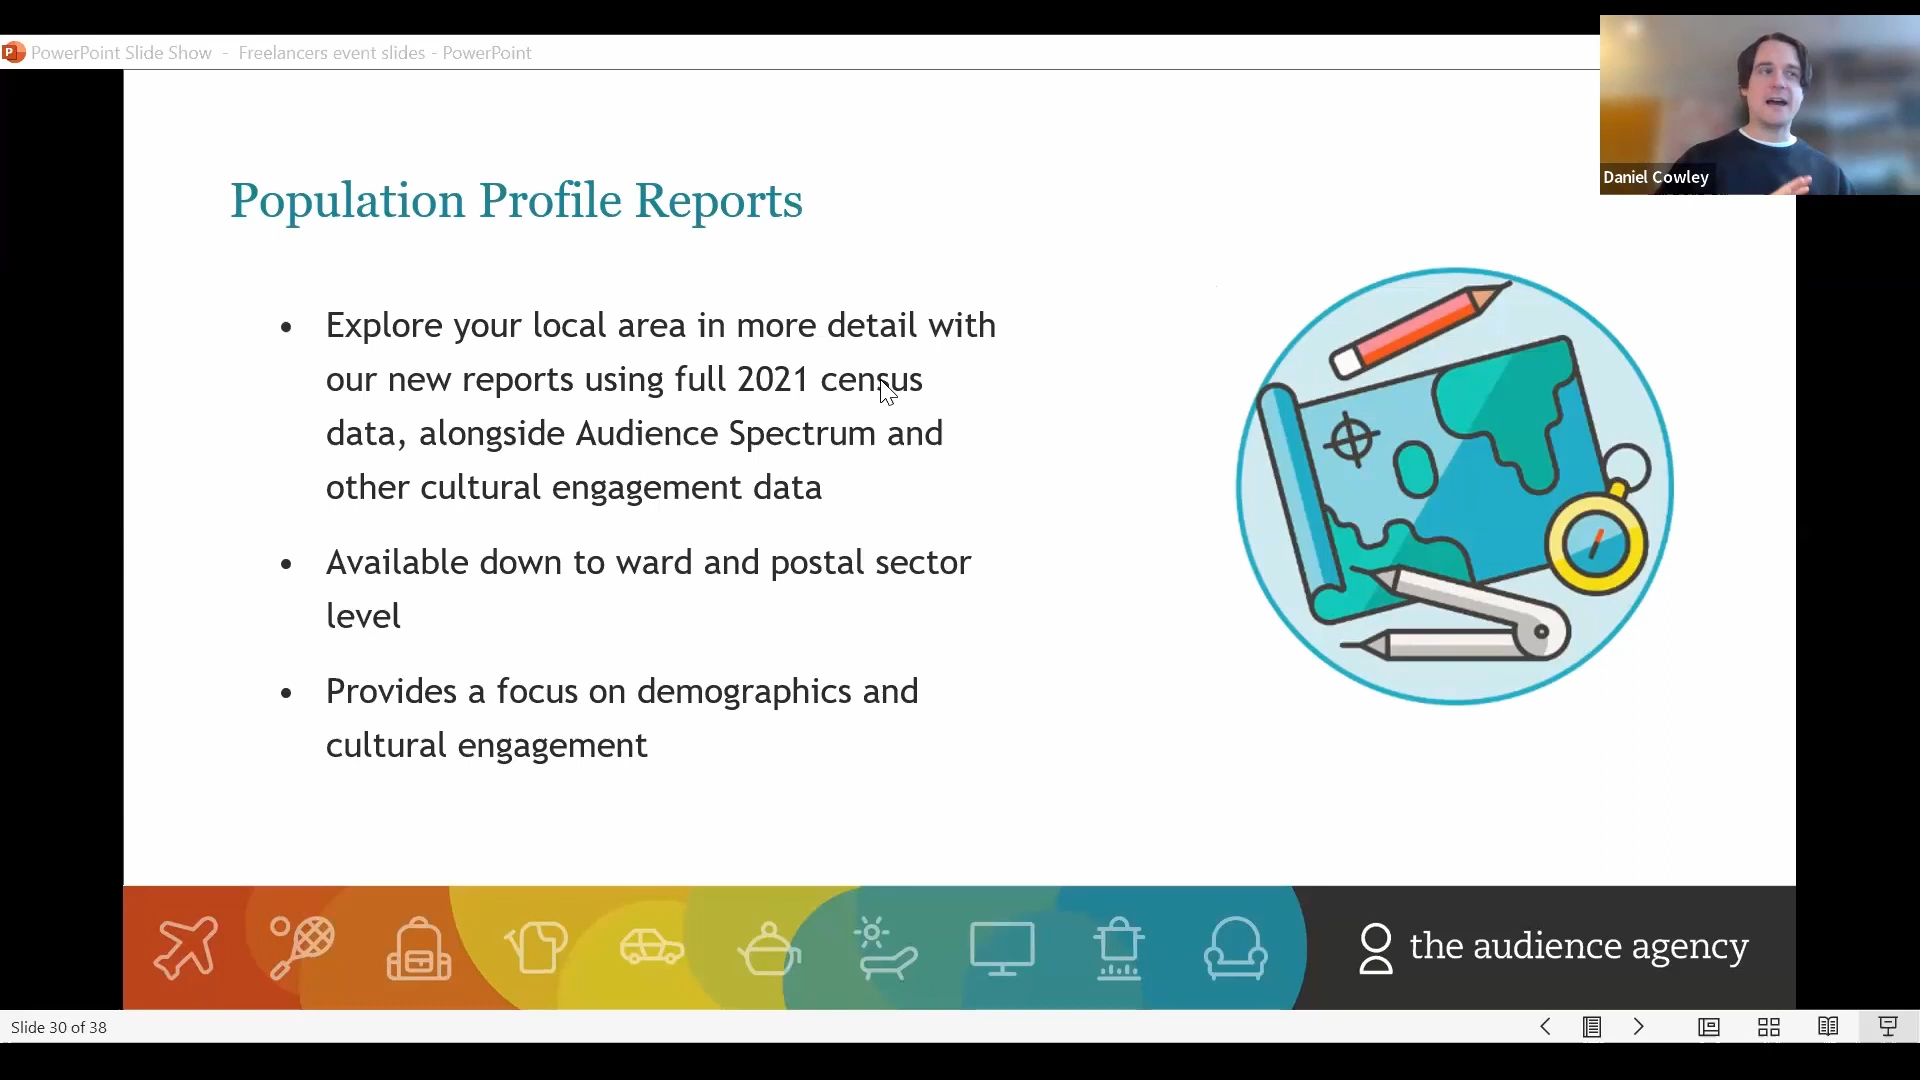 PowerPoint Slide Show - Freelancers event slides - PowerPoint
Daniel Cowley
Population Profile Reports
• Explore your local area in more detail with
our new reports using full 2021 census
data, alongside Audience Spectrum and
other cultural engagement data
• Available down to ward and postal sector
level
• Provides a focus on demographics and
cultural engagement
the audience agency
Slide 30 of 38